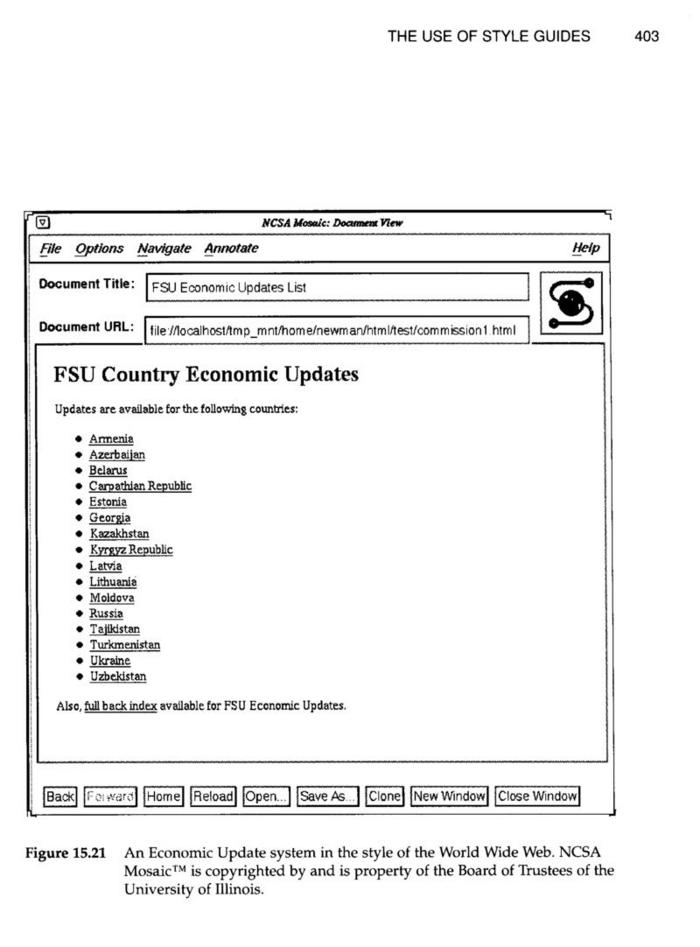 THE USE OF STYLE GUIDES 403
NCSA Mosaic: Document View
File Options Navigate Annotate Help
Document Title: FSU Economic Updates List
Document URL: file://localhost/tmp_mnt/home/newman/html/test/commission1.html
FSU Country Economic Updates
Updates are available for the following countries:
• Armenia
• Azerbaijan
• Belarus
• Carpathian Republic
• Estonia
• Georgia
• Kazakhstan
• Kyrgyz Republic
• Latvia
• Lithuania
• Moldova
• Russia
• Tajikistan
• Turkmenistan
• Ukraine
• Uzbekistan
Also, full back index available for FSU Economic Updates.
Back Forward Home Reload Open... Save As... Clone New Window Close Window
Figure 15.21 An Economic Update system in the style of the World Wide Web. NCSA
Mosaic™ is copyrighted by and is property of the Board of Trustees of the
University of Illinois.